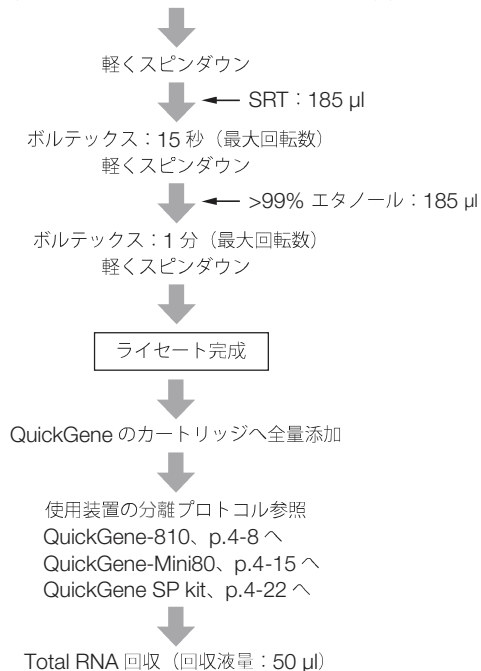 軽くスピンダウン
SRT：185 μl
ボルテックス：15 秒（最大回転数）
軽くスピンダウン
>99% エタノール：185 μl
ボルテックス：1 分（最大回転数）
軽くスピンダウン
ライセート完成
QuickGene のカートリッジへ全量添加
使用装置の分離プロトコル参照
QuickGene-810、p.4-8 へ
QuickGene-Mini80、p.4-15 へ
QuickGene SP kit、p.4-22 へ
Total RNA 回収（回収液量：50 μl）